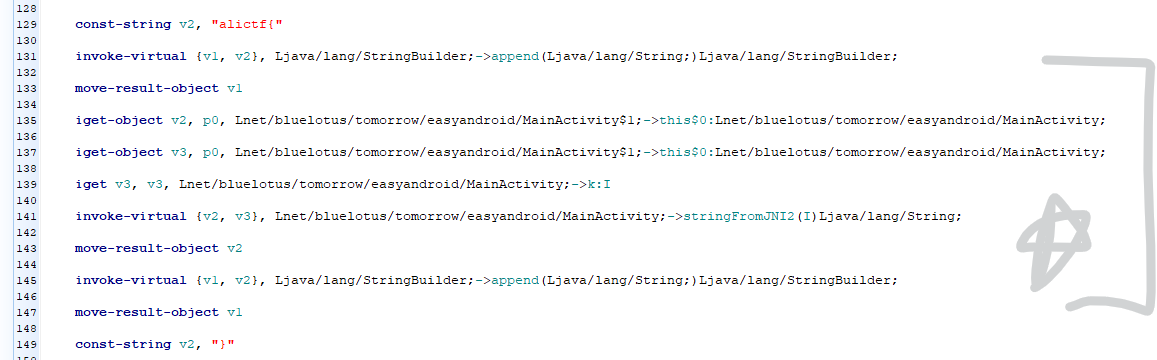 128
129 const-string v2, "alictf{"
130
131 invoke-virtual {v1, v2}, Ljava/lang/StringBuilder;->append(Ljava/lang/String;)Ljava/lang/StringBuilder;
132
133 move-result-object v1
134
135 iget-object v2, p0, Lnet/bluelotus/tomorrow/easyandroid/MainActivity$1;->this$0:Lnet/bluelotus/tomorrow/easyandroid/MainActivity;
136
137 iget-object v3, p0, Lnet/bluelotus/tomorrow/easyandroid/MainActivity$1;->this$0:Lnet/bluelotus/tomorrow/easyandroid/MainActivity;
138
139 iget v3, v3, Lnet/bluelotus/tomorrow/easyandroid/MainActivity;->k:I
140
141 invoke-virtual {v2, v3}, Lnet/bluelotus/tomorrow/easyandroid/MainActivity;->stringFromJNI2(I)Ljava/lang/String;
142
143 move-result-object v2
144
145 invoke-virtual {v1, v2}, Ljava/lang/StringBuilder;->append(Ljava/lang/String;)Ljava/lang/StringBuilder;
146
147 move-result-object v1
148
149 const-string v2, "}"